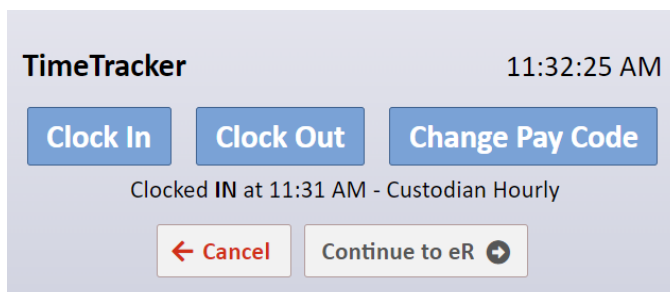 TimeTracker 11:32:25 AM
Clock In Clock Out Change Pay Code
Clocked IN at 11:31 AM - Custodian Hourly
Cancel Continue to eR